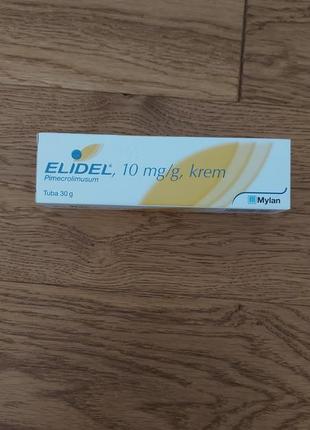 ELIDEL®, 10 mg/g, krem
Pimecrolimusum
Tuba 30 g
Mylan